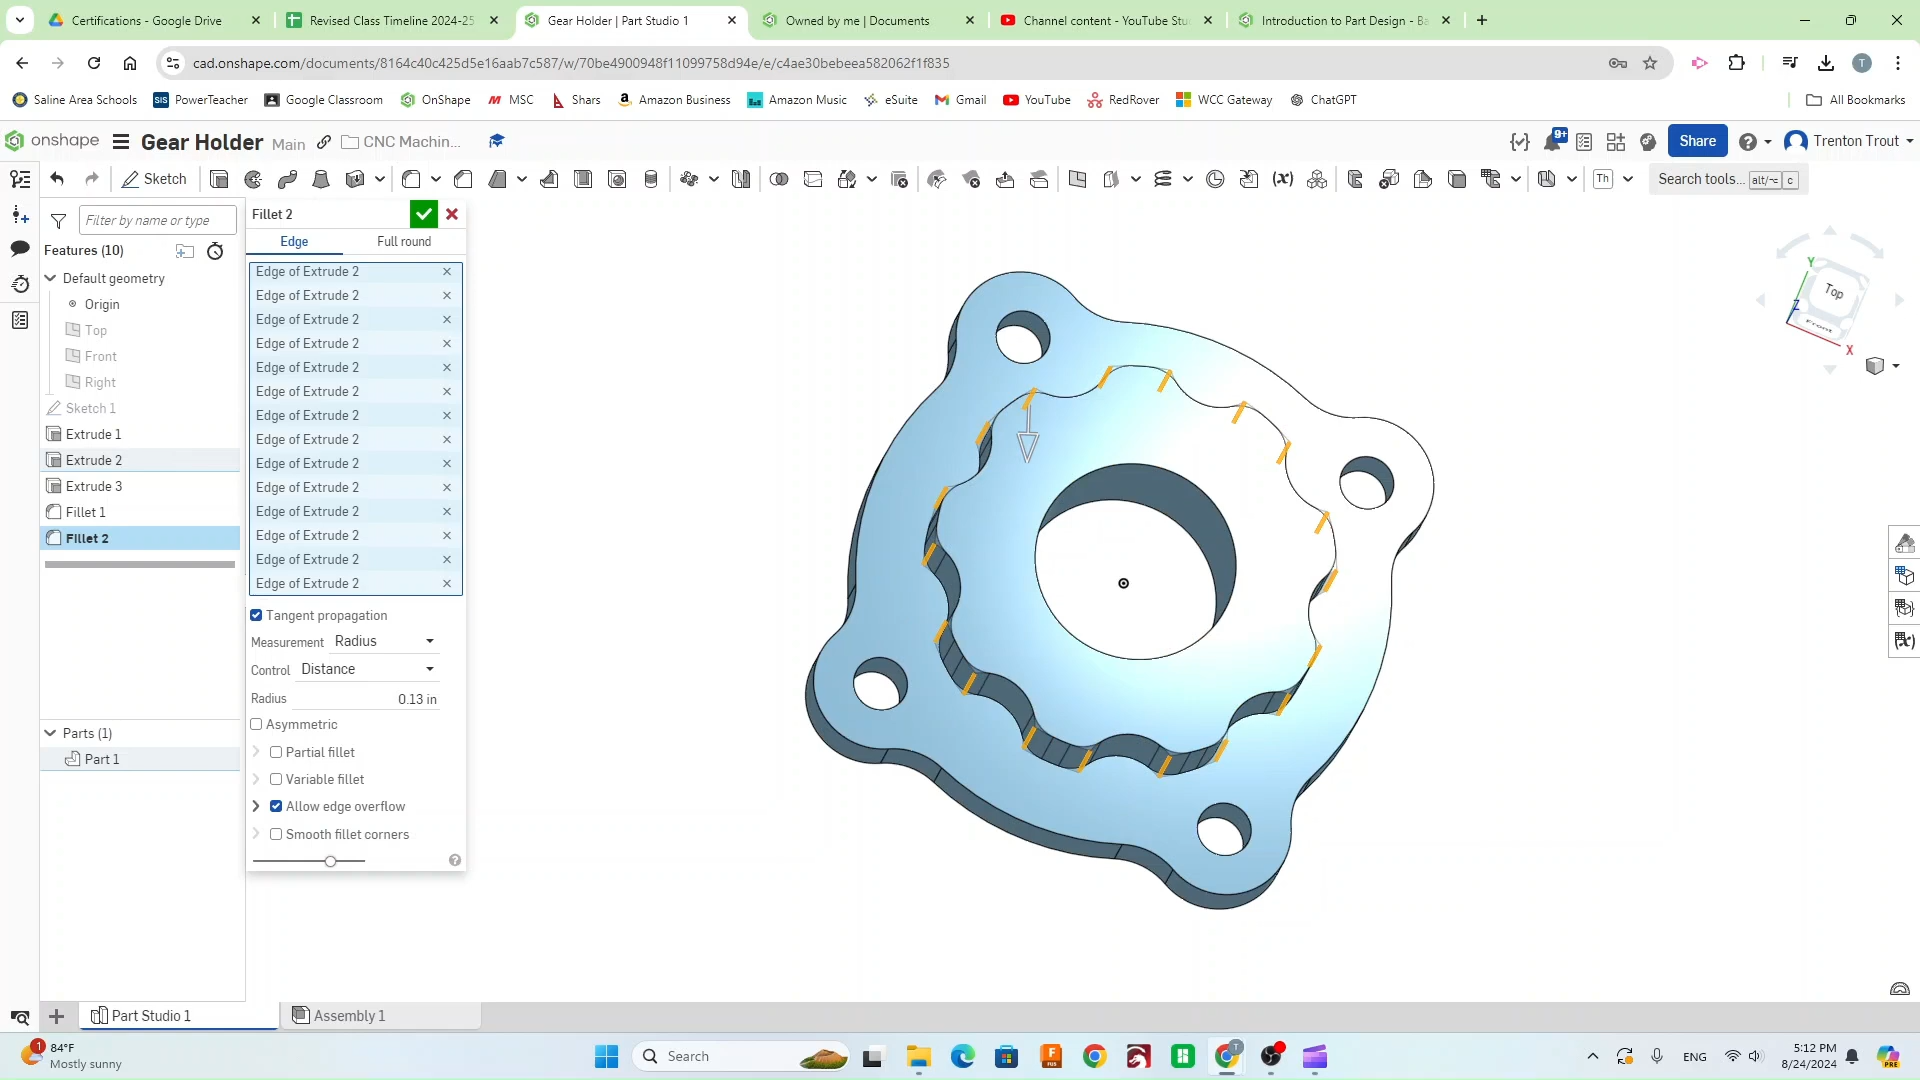 Certifications - Google Drive
Revised Class Timeline 2024-25
Gear Holder | Part Studio 1
Owned by me | Documents
Channel content - YouTube Stu
Introduction to Part Design - Ba
cad.onshape.com/documents/8164c40c425d5e16aab7c587/w/70be4900948f11099758d94e/e/c4ae30bebeea582062f1f835
T
Saline Area Schools
SIS PowerTeacher
Google Classroom
OnShape
MSC
Shars
Amazon Business
Amazon Music
eSuite
Gmail
YouTube
RedRover
WCC Gateway
ChatGPT
All Bookmarks
onshape
Gear Holder Main
CNC Machin...
9+
Share
Trenton Trout
Sketch
(x)
Th
Search tools... alt/⌥ c
Filter by name or type
Features (10)
Default geometry
Origin
Top
Front
Right
Sketch 1
Extrude 1
Extrude 2
Extrude 3
Fillet 1
Fillet 2
Parts (1)
Part 1
Fillet 2
Edge Full round
Edge of Extrude 2
Edge of Extrude 2
Edge of Extrude 2
Edge of Extrude 2
Edge of Extrude 2
Edge of Extrude 2
Edge of Extrude 2
Edge of Extrude 2
Edge of Extrude 2
Edge of Extrude 2
Edge of Extrude 2
Edge of Extrude 2
Edge of Extrude 2
Edge of Extrude 2
Tangent propagation
Measurement Radius
Control Distance
Radius 0.13 in
Asymmetric
Partial fillet
Variable fillet
Allow edge overflow
Smooth fillet corners
Y
Top
Z
Front
X
Part Studio 1
Assembly 1
1
84°F
Mostly sunny
Search
F
FUS
T
ENG
5:12 PM
8/24/2024
PRE